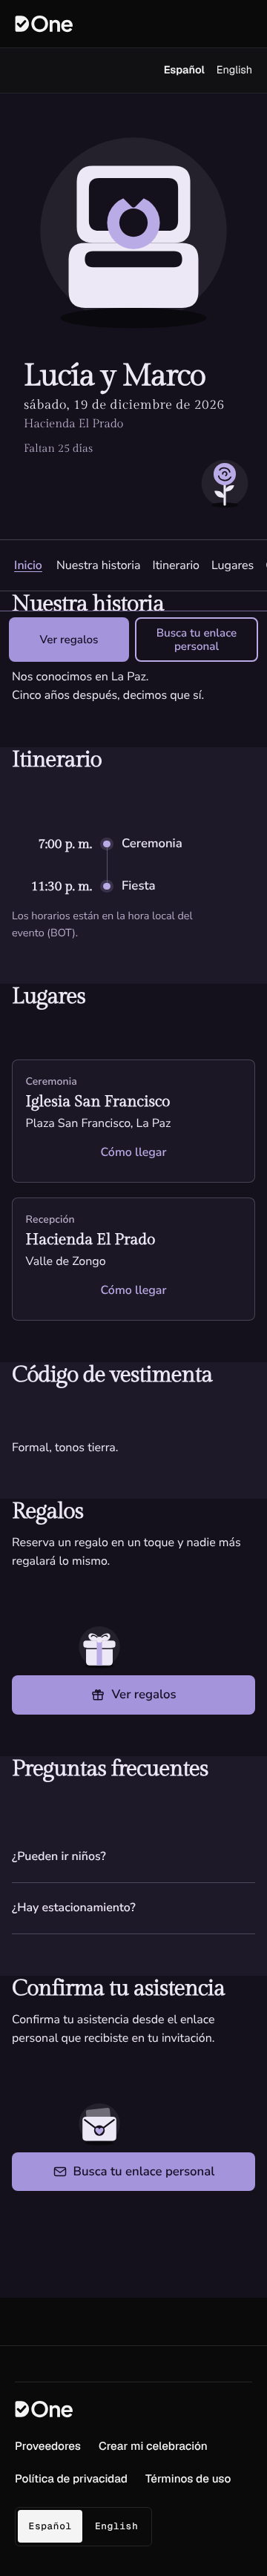 One
Español English
Lucía y Marco
sábado, 19 de diciembre de 2026
Hacienda El Prado
Faltan 25 días
Inicio Nuestra historia Itinerario Lugares
Nuestra historia
Ver regalos
Busca tu enlace
personal
Nos conocimos en La Paz.
Cinco años después, decimos que sí.
Itinerario
7:00 p. m. Ceremonia
11:30 p. m. Fiesta
Los horarios están en la hora local del
evento (BOT).
Lugares
Ceremonia
Iglesia San Francisco
Plaza San Francisco, La Paz
Cómo llegar
Recepción
Hacienda El Prado
Valle de Zongo
Cómo llegar
Código de vestimenta
Formal, tonos tierra.
Regalos
Reserva un regalo en un toque y nadie más
regalará lo mismo.
Ver regalos
Preguntas frecuentes
¿Pueden ir niños?
¿Hay estacionamiento?
Confirma tu asistencia
Confirma tu asistencia desde el enlace
personal que recibiste en tu invitación.
Busca tu enlace personal
One
Proveedores Crear mi celebración
Política de privacidad Términos de uso
Español English